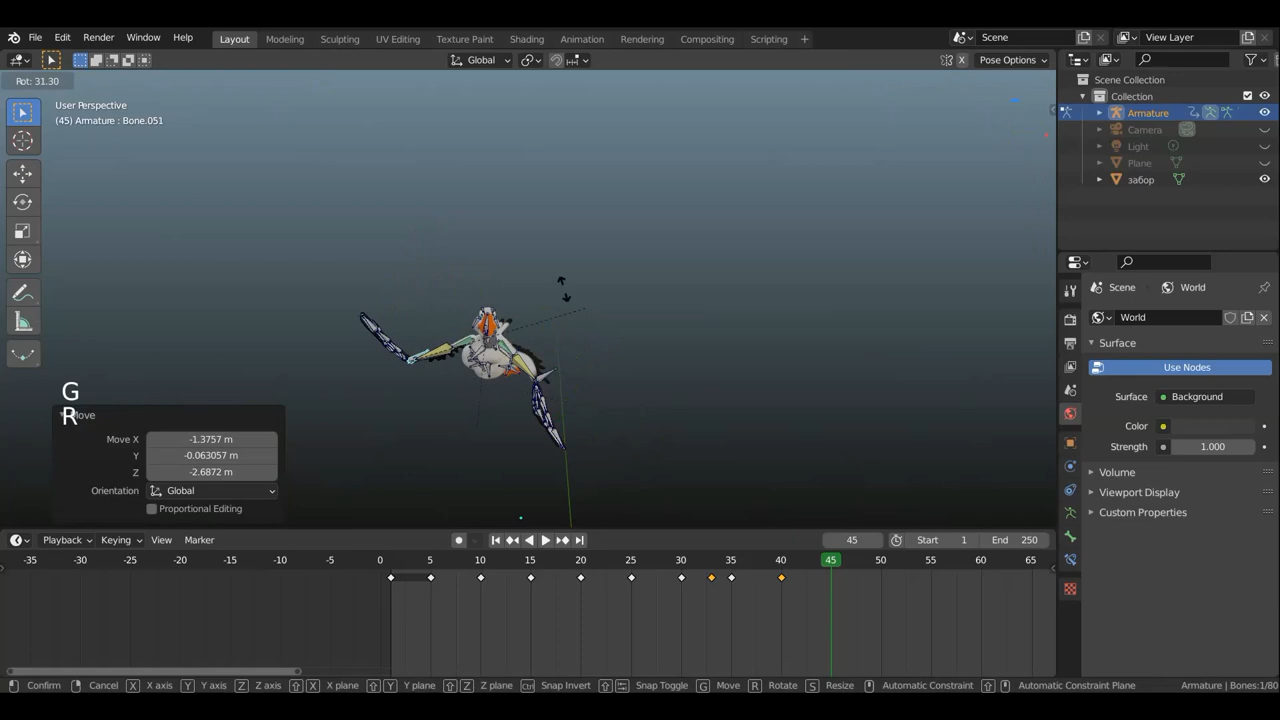 File Edit Render Window Help Layout Modeling Sculpting UV Editing Texture Paint Shading Animation Rendering Compositing Scripting + Scene View Layer
Global X Pose Options
Rot: 31.30
User Perspective
(45) Armature : Bone.051
Scene Collection
Collection
Armature
Camera
Light
Plane
забор
Scene > World
World
Surface
Use Nodes
Surface Background
Color
Strength 1.000
Volume
Viewport Display
Custom Properties
G
R
Move
Move X -1.3757 m
Y -0.063057 m
Z -2.6872 m
Orientation Global
Proportional Editing
Playback Keying View Marker 45 Start 1 End 250
-35 -30 -25 -20 -15 -10 -5 0 5 10 15 20 25 30 35 40 45 50 55 60 65
Confirm Cancel X X axis Y Y axis Z Z axis X X plane Y Y plane Z Z plane Ctrl Snap Invert Snap Toggle G Move R Rotate S Resize Automatic Constraint Automatic Constraint Plane Armature | Bones:1/80